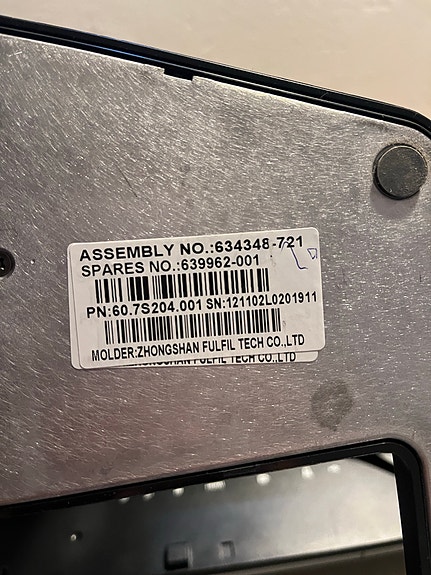 ASSEMBLY NO.:634348-721
SPARES NO.:639962-001
PN:60.7S204.001 SN:121102L0201911
MOLDER:ZHONGSHAN FULFIL TECH CO.,LTD
ZHONGSHAN FULFIL TECH CO.,LTD